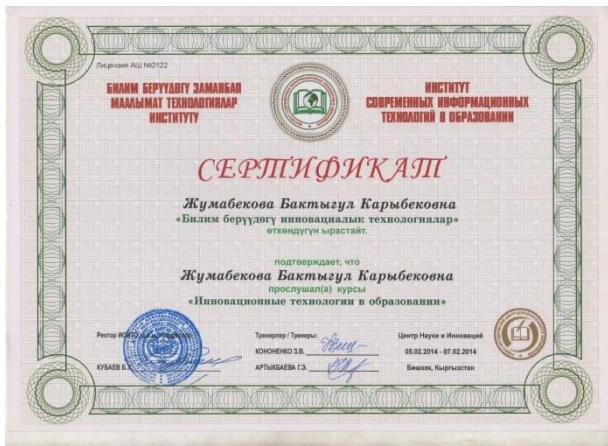 Лицензия АШ №2122
БИЛИМ БЕРҮҮДӨГҮ ЗАМАНБАП
МААЛЫМАТ ТЕХНОЛОГИЯЛАР
ИНСТИТУТУ
ИНСТИТУТ
СОВРЕМЕННЫХ ИНФОРМАЦИОННЫХ
ТЕХНОЛОГИЙ В ОБРАЗОВАНИИ
СЕРТИФИКАТ
Жумабекова Бактыгул Карыбековна
«Билим берүүдөгү инновациалык технологиялар»
өткөндүгүн ырастайт.
подтверждает, что
Жумабекова Бактыгул Карыбековна
прослушал(а) курсы
«Инновационные технологии в образовании»
Ректор
КУБАЕВ Б.
Тренерлер / Тренеры:
КОНОНЕНКО З.В.
АРТЫКБАЕВА Г.Э.
Центр Науки и Инноваций
05.02.2014 - 07.02.2014
Бишкек, Кыргызстан